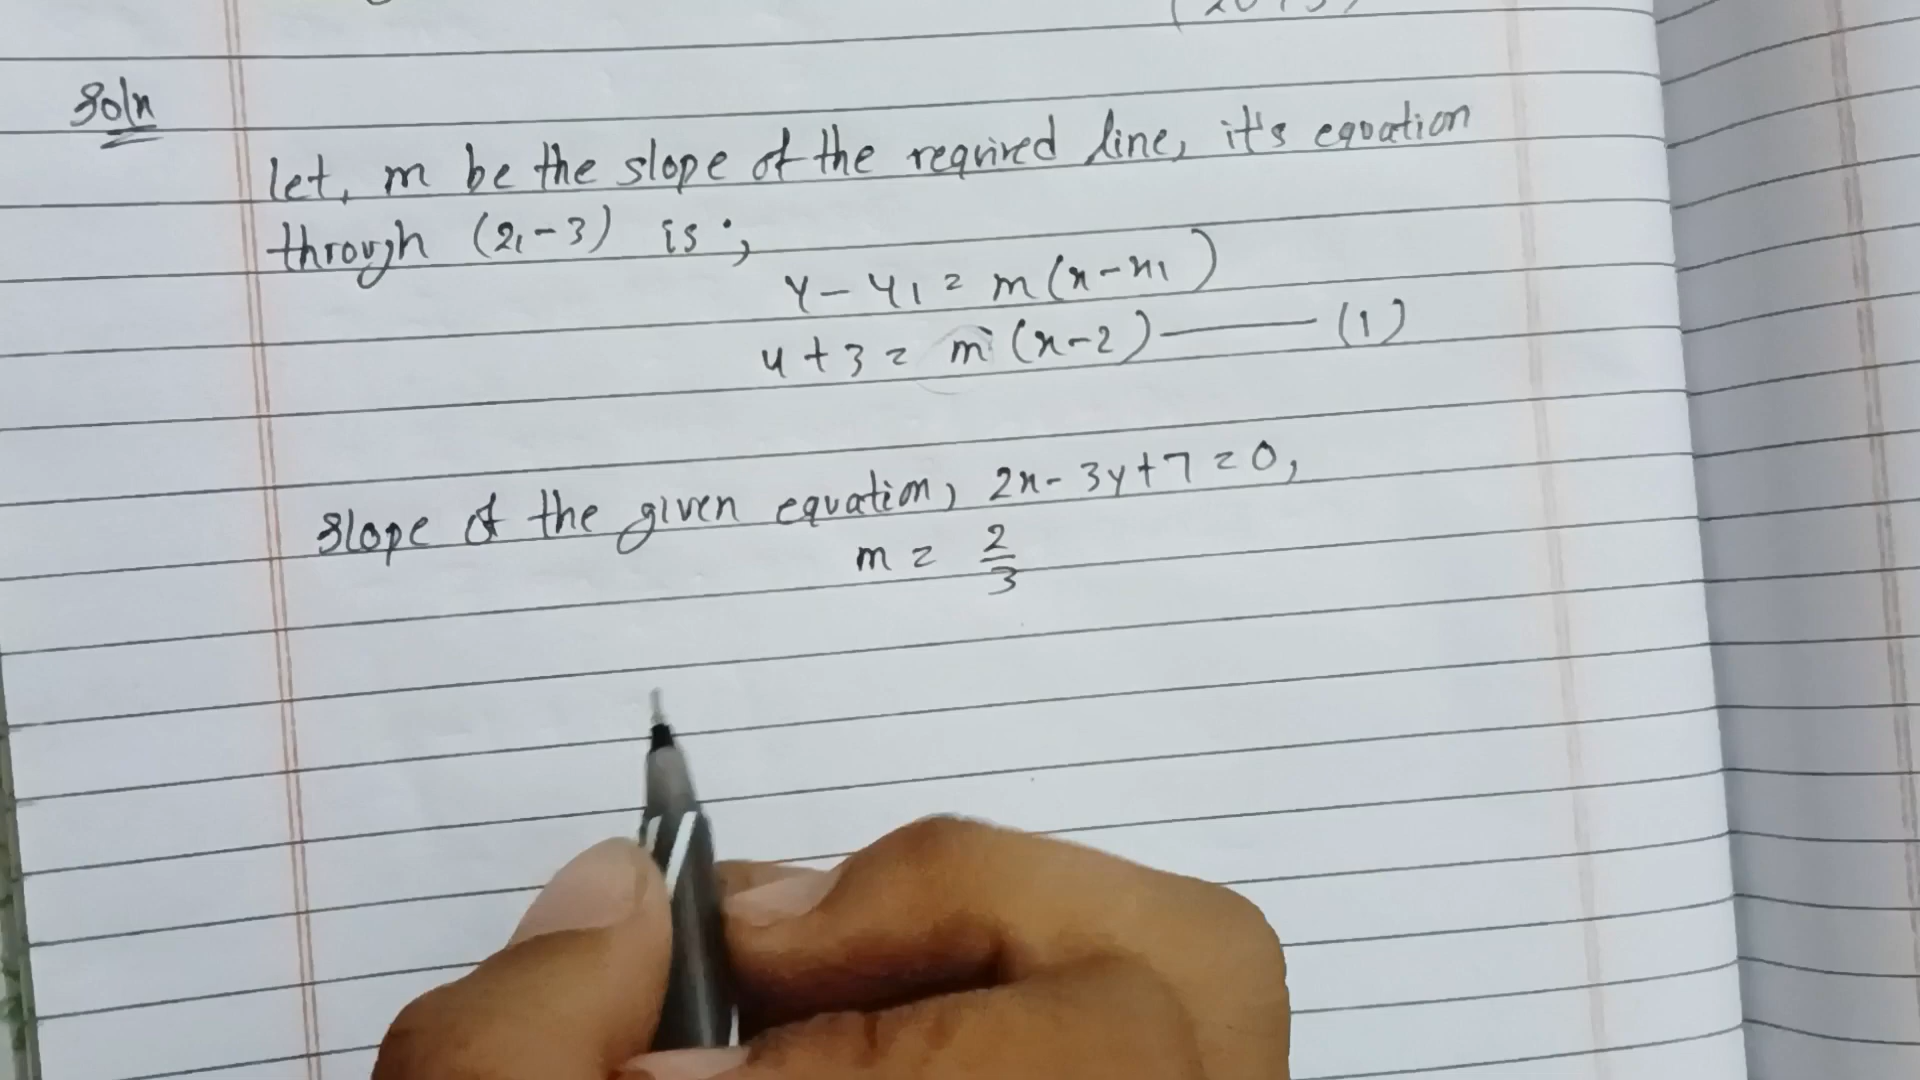 Soln
let, m be the slope of the required line, it's equation
through (2,-3) is;
y - y1 = m(x-x1)
y+3 = m(x-2) —— (1)
slope of the given equation, 2x-3y+7=0,
m = 2/3